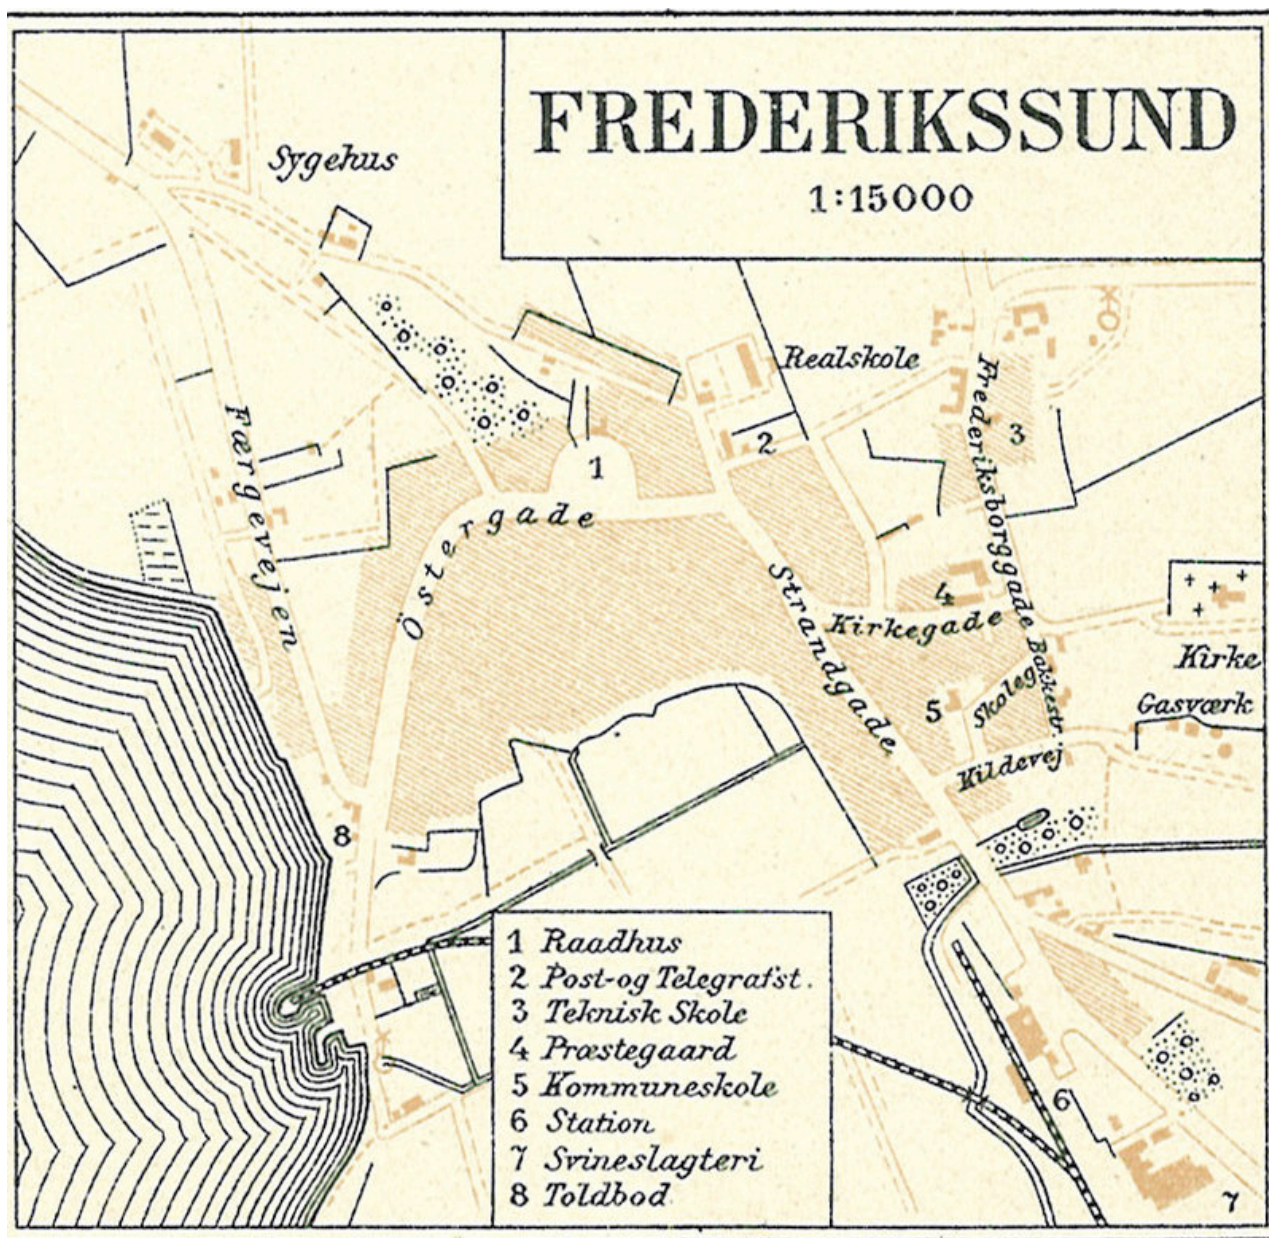 FREDERIKSSUND
1:15000
Sygehus
Realskole
Færgevejen
1
2
3
Östergade
Frederiksborggade
Strandgade
4
Kirkegade
Kirke
Bakkestr.
Skoleg.
5
Gasværk
Kildevej
8
6
7
1 Raadhus
2 Post-og Telegrafst.
3 Teknisk Skole
4 Præstegaard
5 Kommuneskole
6 Station
7 Svineslagteri
8 Toldbod